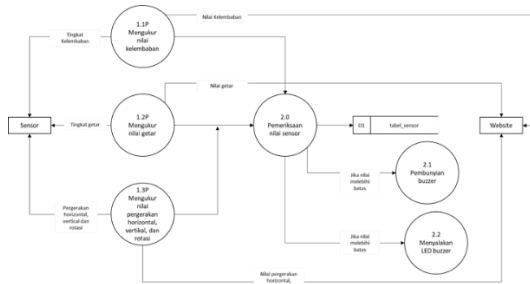 Nilai Kelembaban
1.1P
Mengukur
nilai
kelembaban
Tingkat
Kelembaban
Nilai getar
Sensor
Tingkat getar
1.2P
Mengukur
nilai getar
2.0
Pemeriksaan
nilai sensor
D1
tabel_sensor
Website
2.1
Pembunyian
buzzer
Jika nilai
melebihi
batas
1.3P
Mengukur
nilai
pergerakan
horizontal,
vertikal, dan
rotasi
Pergerakan
horizontal,
vertical dan
rotasi
2.2
Menyalakan
LED buzzer
Jika nilai
melebihi
batas
Nilai pergerakan
horizontal,